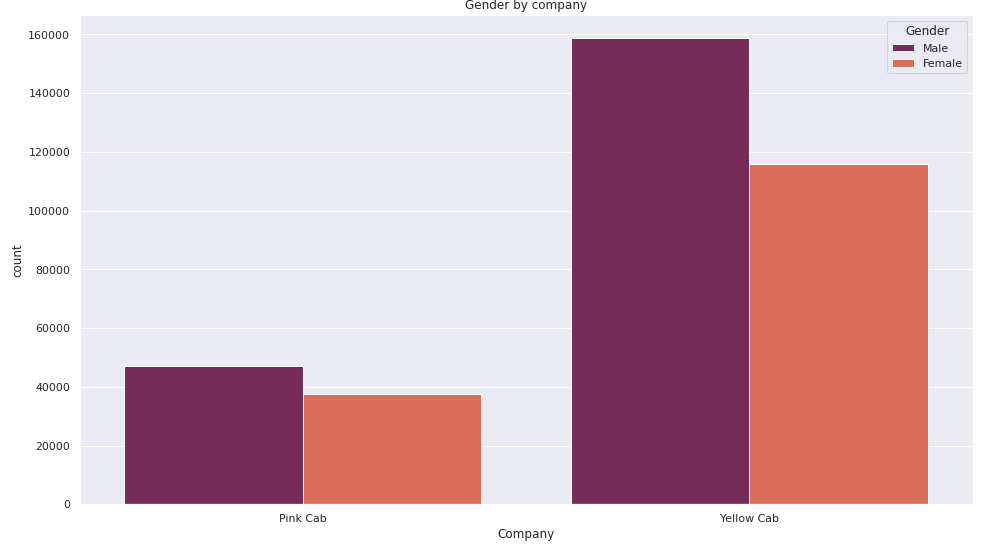 Gender by company
Gender
Male
Female
160000
140000
120000
100000
80000
60000
40000
20000
0
count
Pink Cab
Yellow Cab
Company